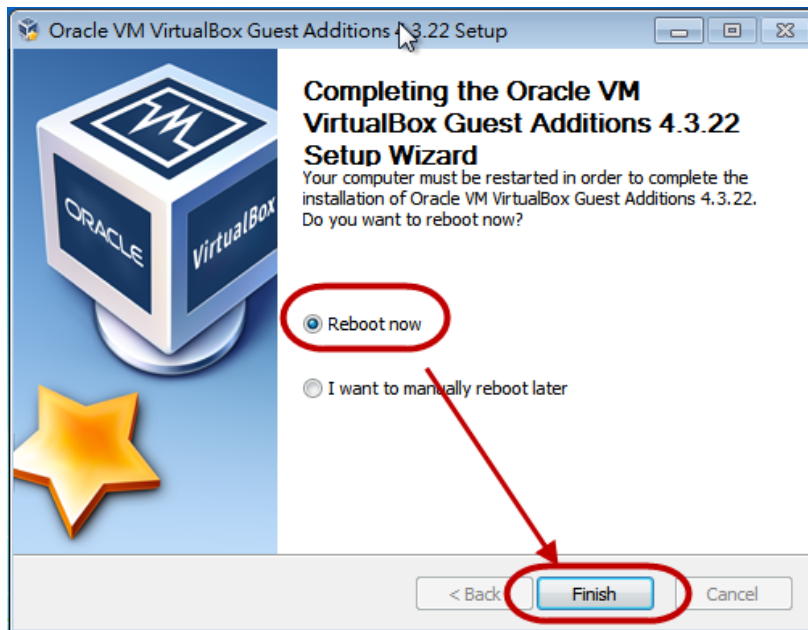 Oracle VM VirtualBox Guest Additions 4.3.22 Setup
Completing the Oracle VM
VirtualBox Guest Additions 4.3.22
Setup Wizard
Your computer must be restarted in order to complete the
installation of Oracle VM VirtualBox Guest Additions 4.3.22.
Do you want to reboot now?
ORACLE
VirtualBox
Reboot now
I want to manually reboot later
< Back
Finish
Cancel